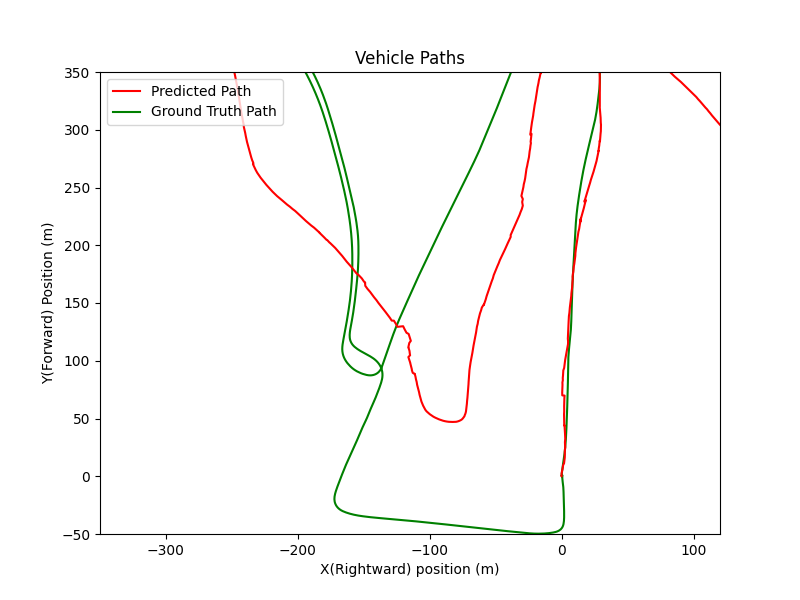 Vehicle Paths
Predicted Path
Ground Truth Path
Y(Forward) Position (m)
350
300
250
200
150
100
50
0
−50
−300
−200
−100
0
100
X(Rightward) position (m)